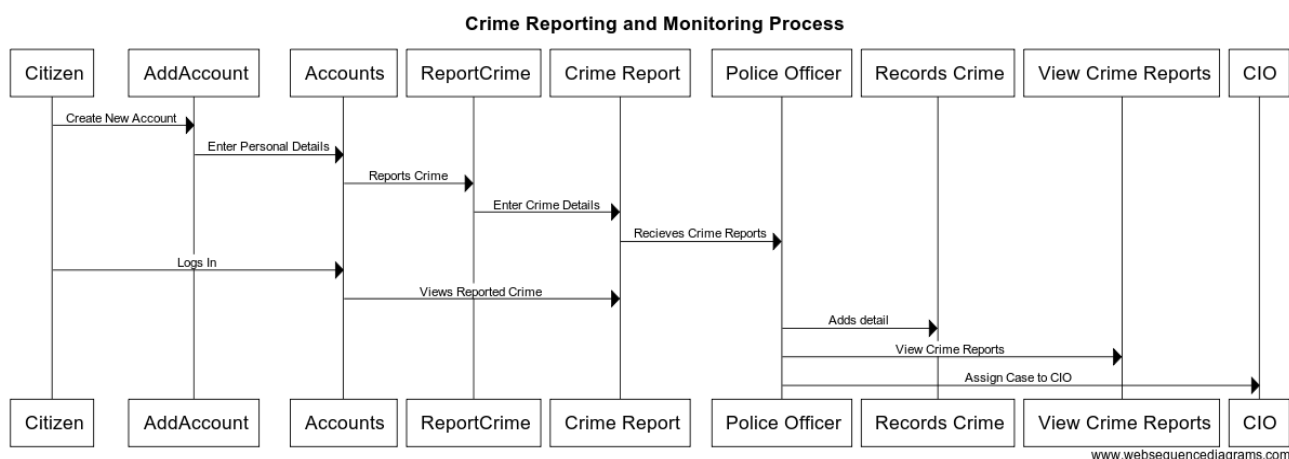 Crime Reporting and Monitoring Process
Citizen AddAccount Accounts ReportCrime Crime Report Police Officer Records Crime View Crime Reports CIO
Create New Account
Enter Personal Details
Reports Crime
Enter Crime Details
Recieves Crime Reports
Logs In
Views Reported Crime
Adds detail
View Crime Reports
Assign Case to CIO
Citizen AddAccount Accounts ReportCrime Crime Report Police Officer Records Crime View Crime Reports CIO
www.websequencediagrams.com